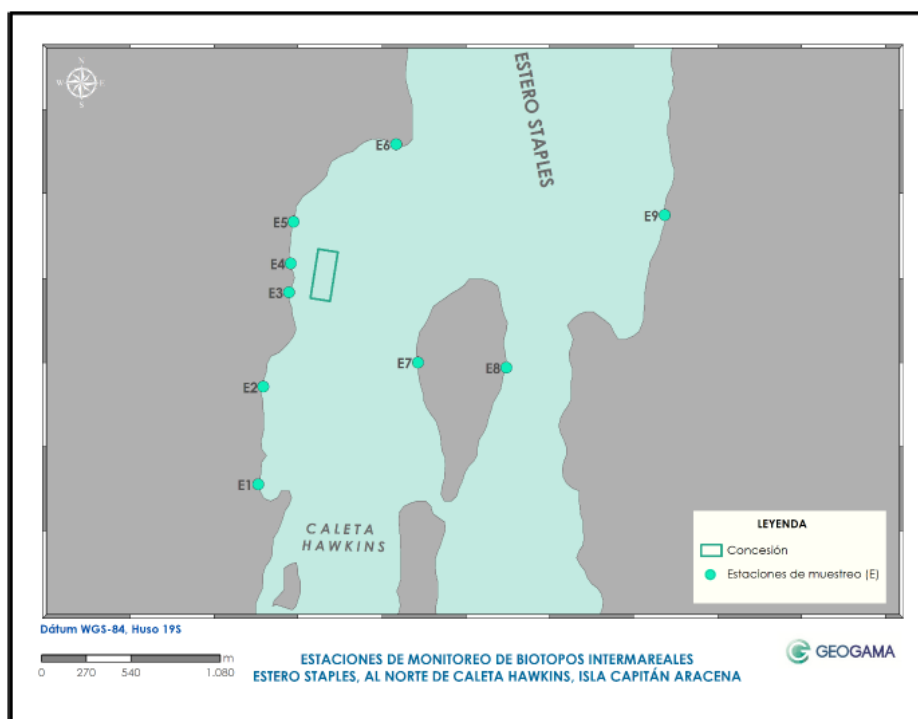 N
W E
S
ESTERO STAPLES
E6
E5
E9
E4
E3
E7
E8
E2
E1
CALETA
HAWKINS
LEYENDA
Concesión
Estaciones de muestreo (E)
Dátum WGS-84, Huso 19S
0 270 540 1.080 m
ESTACIONES DE MONITOREO DE BIOTOPOS INTERMAREALES
ESTERO STAPLES, AL NORTE DE CALETA HAWKINS, ISLA CAPITÁN ARACENA
GEOGAMA